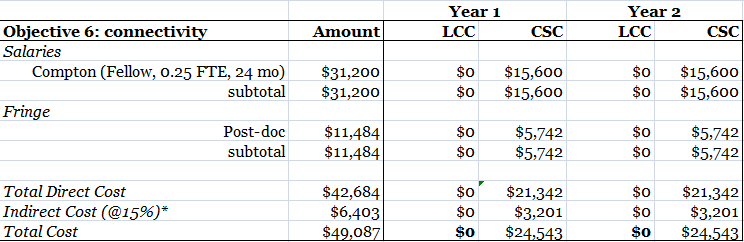 Year 1 Year 2
Objective 6: connectivity Amount LCC CSC LCC CSC
Salaries
Compton (Fellow, 0.25 FTE, 24 mo) $31,200 $0 $15,600 $0 $15,600
subtotal $31,200 $0 $15,600 $0 $15,600
Fringe
Post-doc $11,484 $0 $5,742 $0 $5,742
subtotal $11,484 $0 $5,742 $0 $5,742
Total Direct Cost $42,684 $0 $21,342 $0 $21,342
Indirect Cost (@15%)* $6,403 $0 $3,201 $0 $3,201
Total Cost $49,087 $0 $24,543 $0 $24,543